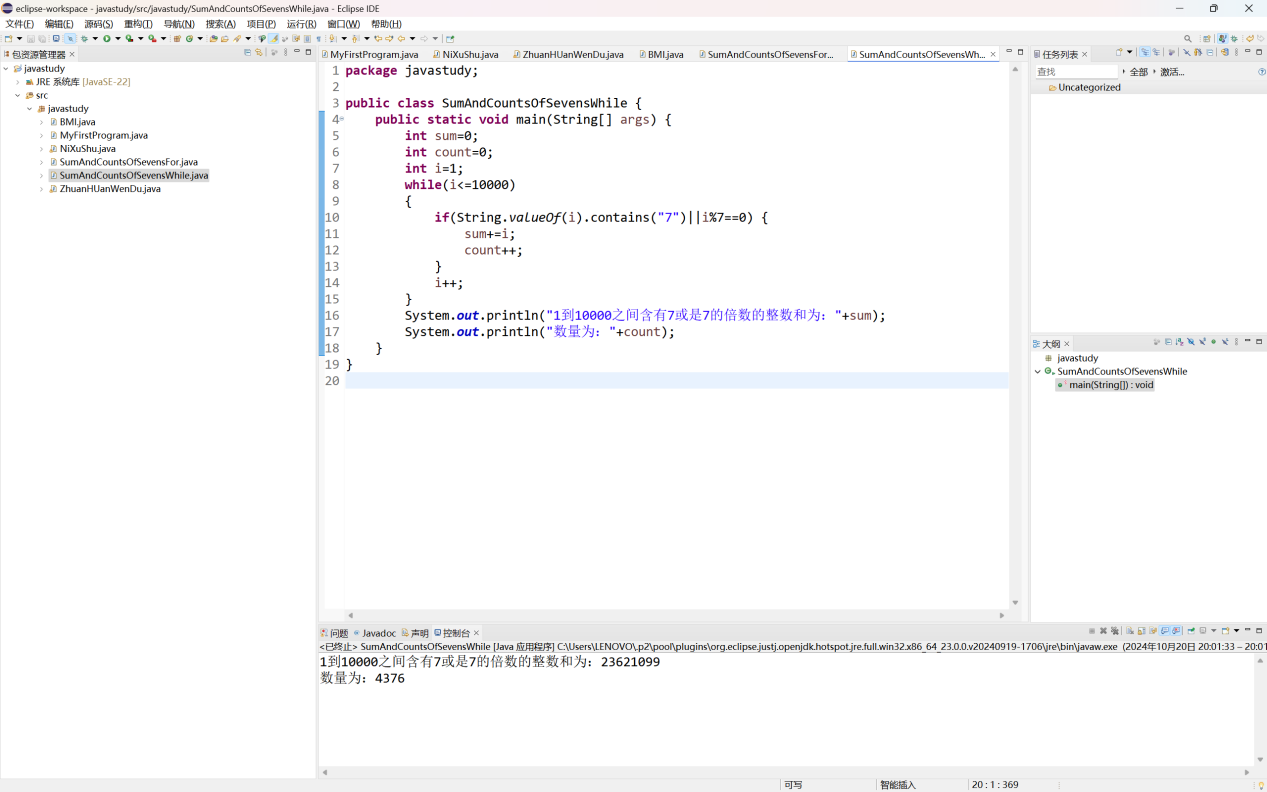 eclipse-workspace - javastudy/src/javastudy/SumAndCountsOfSevensWhile.java - Eclipse IDE
文件(F) 编辑(E) 源码(S) 重构(T) 导航(N) 搜索(A) 项目(P) 运行(R) 窗口(W) 帮助(H)
包资源管理器
javastudy
JRE 系统库 [JavaSE-22]
src
javastudy
BMI.java
MyFirstProgram.java
NiXuShu.java
SumAndCountsOfSevensFor.java
SumAndCountsOfSevensWhile.java
ZhuanHUanWenDu.java
MyFirstProgram.java NiXuShu.java ZhuanHUanWenDu.java BMI.java SumAndCountsOfSevensFor... SumAndCountsOfSevensWh...
1 package javastudy;
2
3 public class SumAndCountsOfSevensWhile {
4 public static void main(String[] args) {
5 int sum=0;
6 int count=0;
7 int i=1;
8 while(i<=10000)
9 {
10 if(String.valueOf(i).contains("7")||i%7==0) {
11 sum+=i;
12 count++;
13 }
14 i++;
15 }
16 System.out.println("1到10000之间含有7或是7的倍数的整数和为："+sum);
17 System.out.println("数量为："+count);
18 }
19 }
20
任务列表
查找 全部 激活...
Uncategorized
大纲
javastudy
SumAndCountsOfSevensWhile
main(String[]) : void
问题 Javadoc 声明 控制台
<已终止> SumAndCountsOfSevensWhile [Java 应用程序] C:\Users\LENOVO\.p2\pool\plugins\org.eclipse.justj.openjdk.hotspot.jre.full.win32.x86_64_23.0.0.v20240919-1706\jre\bin\javaw.exe (2024年10月20日 20:01:33 – 20:01
1到10000之间含有7或是7的倍数的整数和为：23621099
数量为：4376
可写 智能插入 20 : 1 : 369